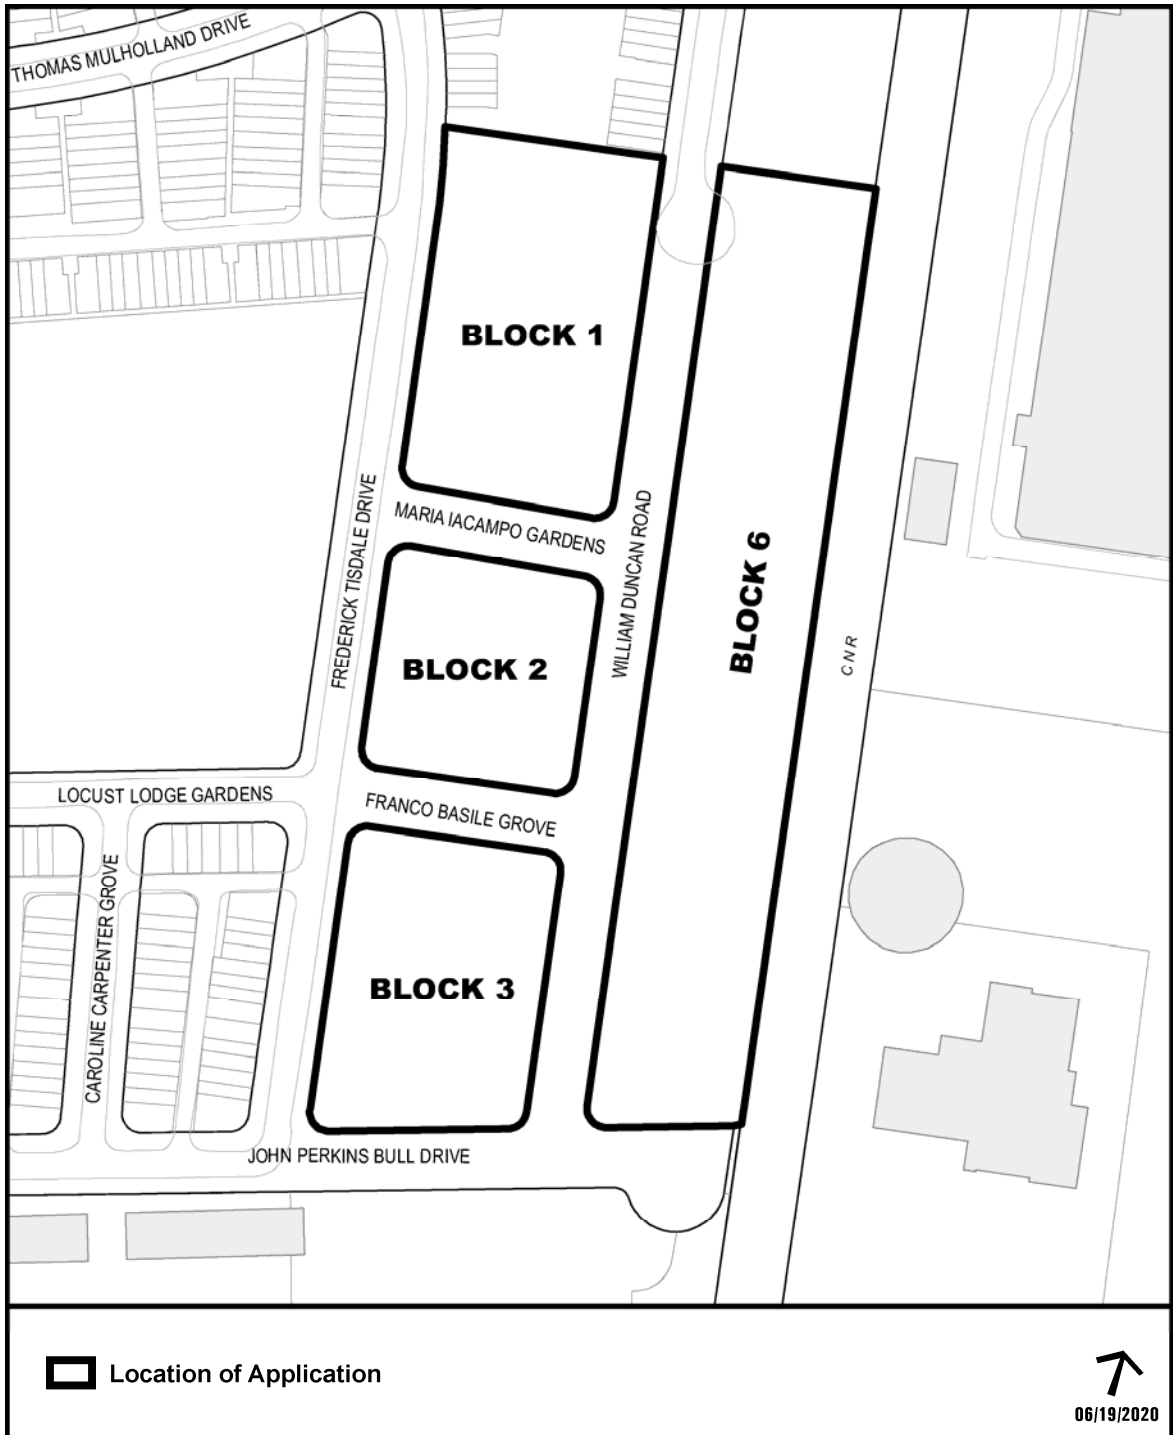 THOMAS MULHOLLAND DRIVE
BLOCK 1
MARIA IACAMPO GARDENS
FREDERICK TISDALE DRIVE
WILLIAM DUNCAN ROAD
BLOCK 6
BLOCK 2
CNR
LOCUST LODGE GARDENS
FRANCO BASILE GROVE
CAROLINE CARPENTER GROVE
BLOCK 3
JOHN PERKINS BULL DRIVE
Location of Application
06/19/2020